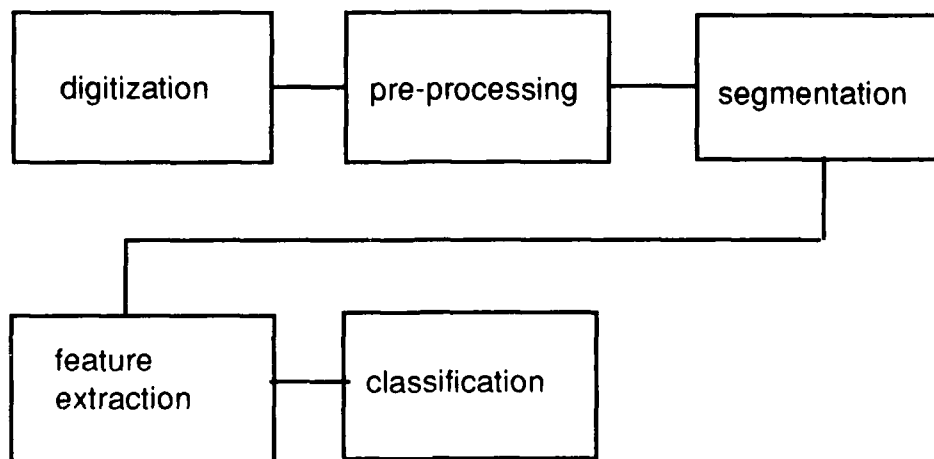 digitization
pre-processing
segmentation
feature
extraction
classification